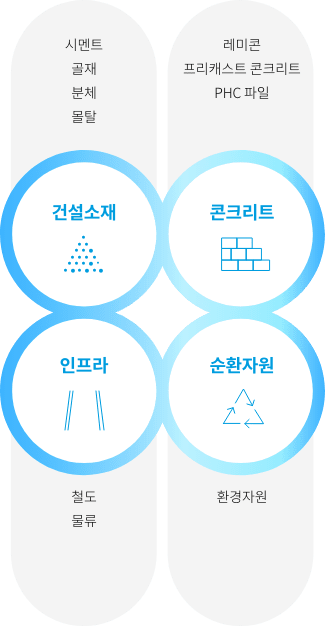 시멘트
골재
분체
몰탈
레미콘
프리캐스트 콘크리트
PHC 파일
건설소재
콘크리트
인프라
순환자원
철도
물류
환경자원